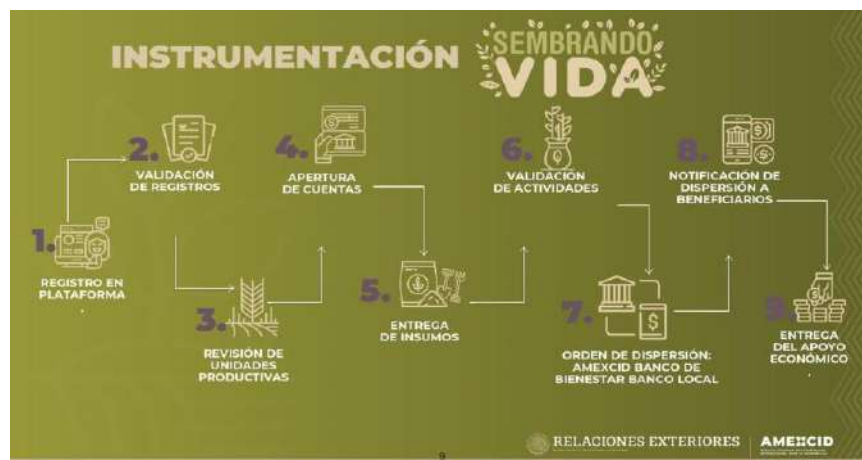 INSTRUMENTACIÓN
SEMBRANDO
VIDA
1.
REGISTRO EN
PLATAFORMA
2.
VALIDACIÓN
DE REGISTROS
3.
REVISIÓN DE
UNIDADES
PRODUCTIVAS
4.
APERTURA
DE CUENTAS
5.
ENTREGA
DE INSUMOS
6.
VALIDACIÓN
DE ACTIVIDADES
7.
ORDEN DE DISPERSIÓN:
AMEXCID BANCO DE
BIENESTAR BANCO LOCAL
8.
NOTIFICACIÓN DE
DISPERSIÓN A
BENEFICIARIOS
9.
ENTREGA
DEL APOYO
ECONÓMICO
9
RELACIONES EXTERIORES
AMEXCID